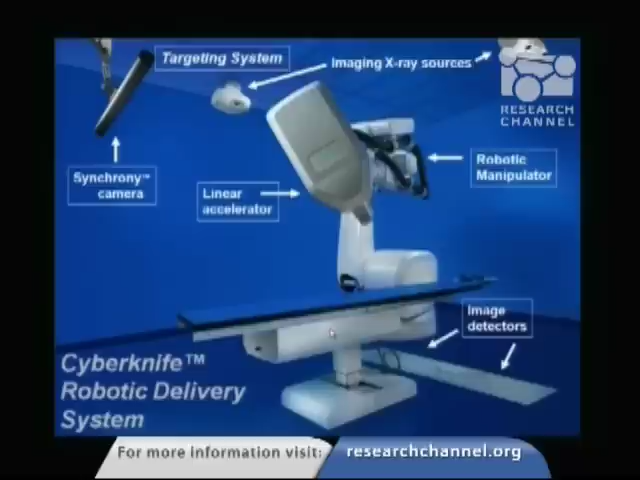 Targeting System
Imaging X-ray sources
RESEARCH
CHANNEL
Synchrony™
camera
Linear
accelerator
Robotic
Manipulator
Image
detectors
Cyberknife™
Robotic Delivery
System
For more information visit:
researchchannel.org